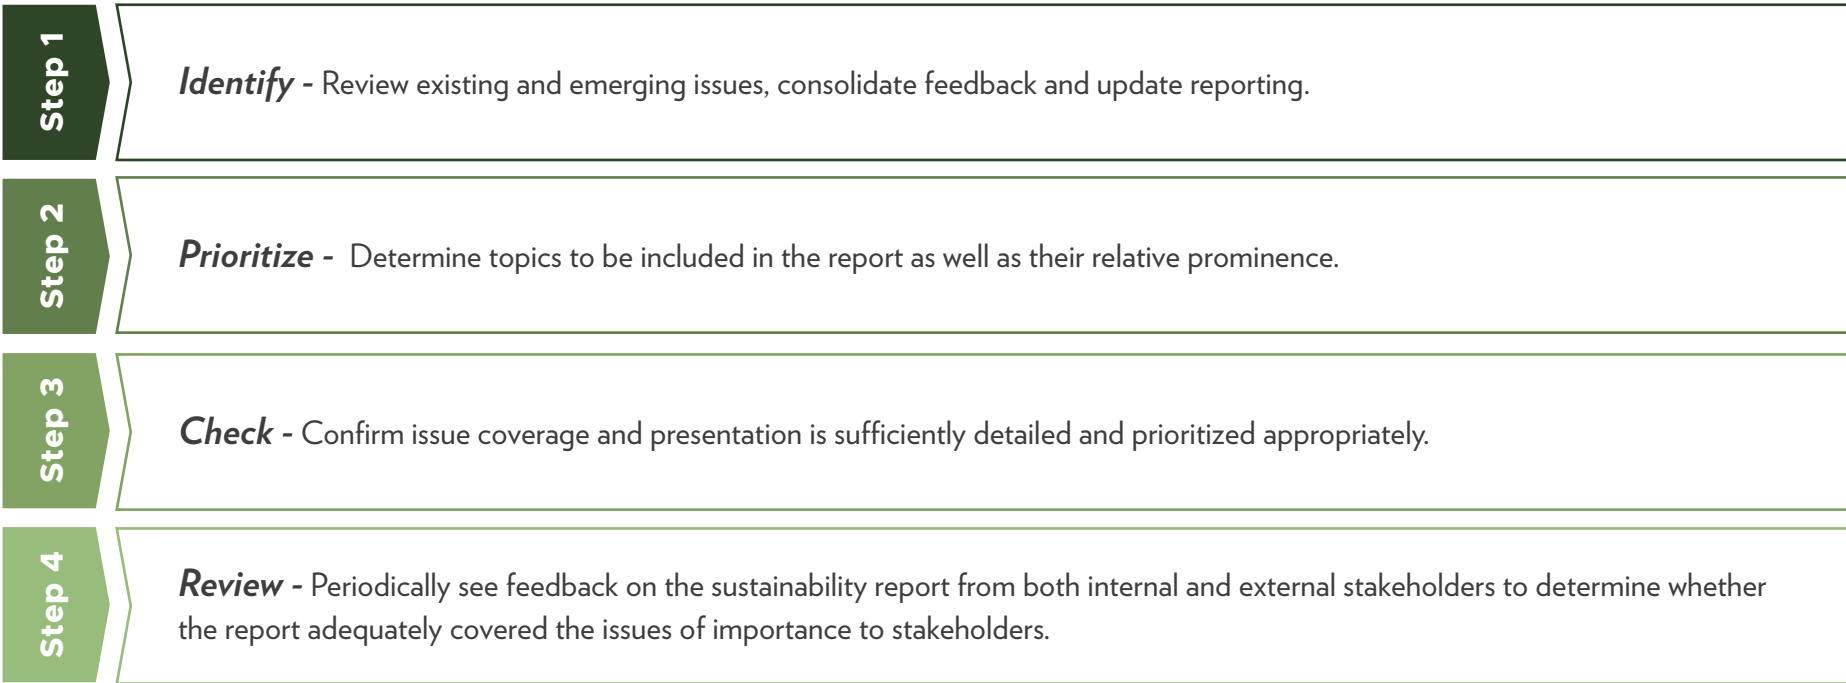 Step 1
Identify - Review existing and emerging issues, consolidate feedback and update reporting.
Step 2
Prioritize - Determine topics to be included in the report as well as their relative prominence.
Step 3
Check - Confirm issue coverage and presentation is sufficiently detailed and prioritized appropriately.
Step 4
Review - Periodically see feedback on the sustainability report from both internal and external stakeholders to determine whether
the report adequately covered the issues of importance to stakeholders.